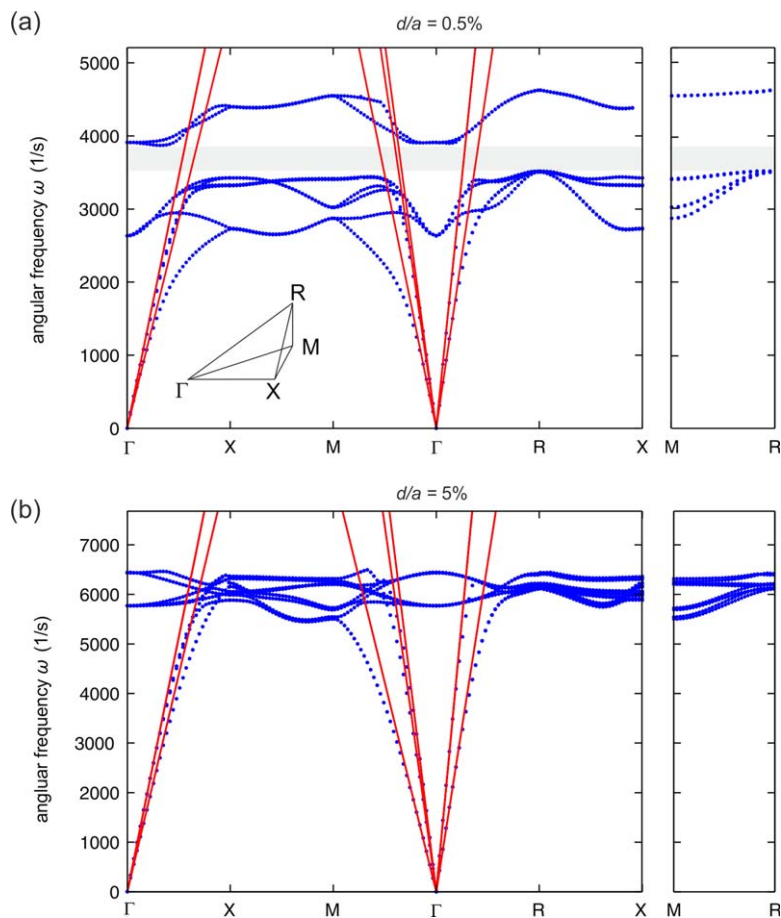 (a)
d/a = 0.5%
5000
4000
3000
2000
1000
0
angular frequency ω (1/s)
R
M
Γ
X
Γ X M Γ R X M R
(b)
d/a = 5%
7000
6000
5000
4000
3000
2000
1000
0
angluar frequency ω (1/s)
Γ X M Γ R X M R